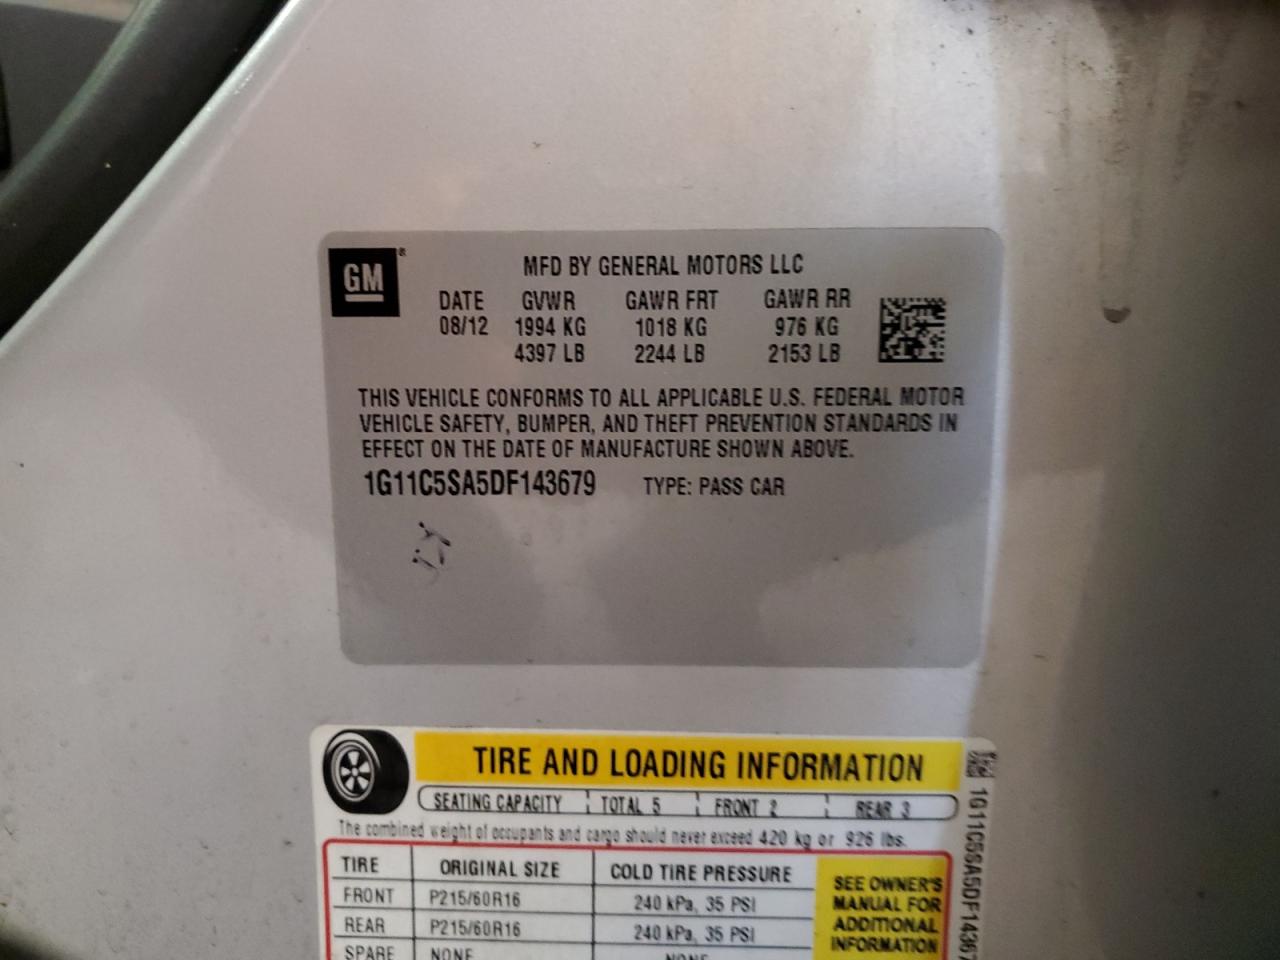 GM®
MFD BY GENERAL MOTORS LLC
DATE GVWR GAWR FRT GAWR RR
08/12 1994 KG 1018 KG 976 KG
4397 LB 2244 LB 2153 LB
THIS VEHICLE CONFORMS TO ALL APPLICABLE U.S. FEDERAL MOTOR
VEHICLE SAFETY, BUMPER, AND THEFT PREVENTION STANDARDS IN
EFFECT ON THE DATE OF MANUFACTURE SHOWN ABOVE.
1G11C5SA5DF143679 TYPE: PASS CAR
TIRE AND LOADING INFORMATION
SEATING CAPACITY TOTAL 5 FRONT 2 REAR 3
The combined weight of occupants and cargo should never exceed 420 kg or 926 lbs.
TIRE ORIGINAL SIZE COLD TIRE PRESSURE
FRONT P215/60R16 240 kPa, 35 PSI
REAR P215/60R16 240 kPa, 35 PSI
SPARE NONE NONE
SEE OWNER'S
MANUAL FOR
ADDITIONAL
INFORMATION
1G11C5SA5DF14367